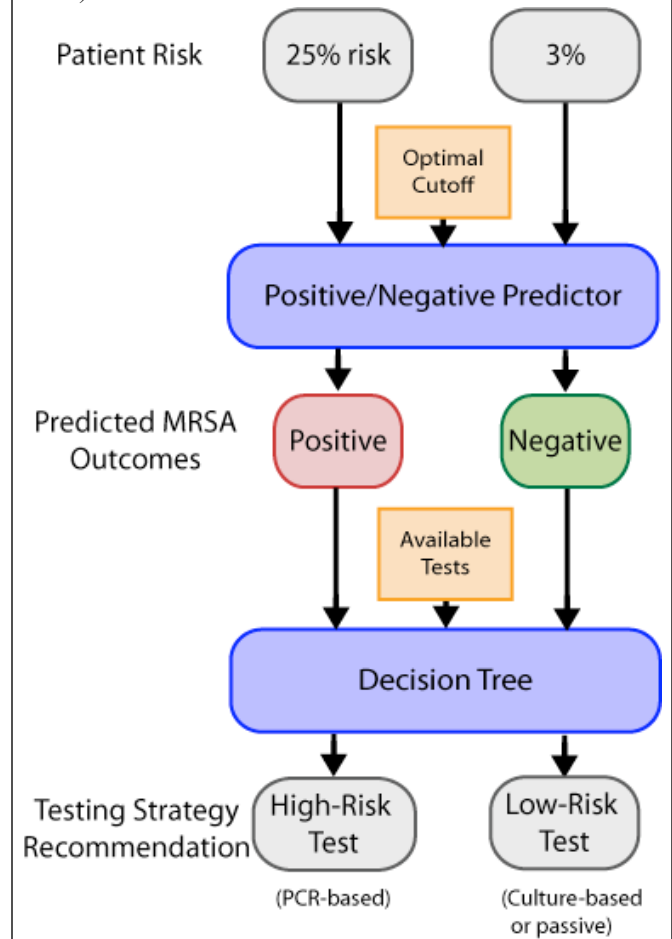 Patient Risk
25% risk
3%
Optimal
Cutoff
Positive/Negative Predictor
Predicted MRSA
Outcomes
Positive
Negative
Available
Tests
Decision Tree
Testing Strategy
Recommendation
High-Risk
Test
Low-Risk
Test
(PCR-based)
(Culture-based
or passive)